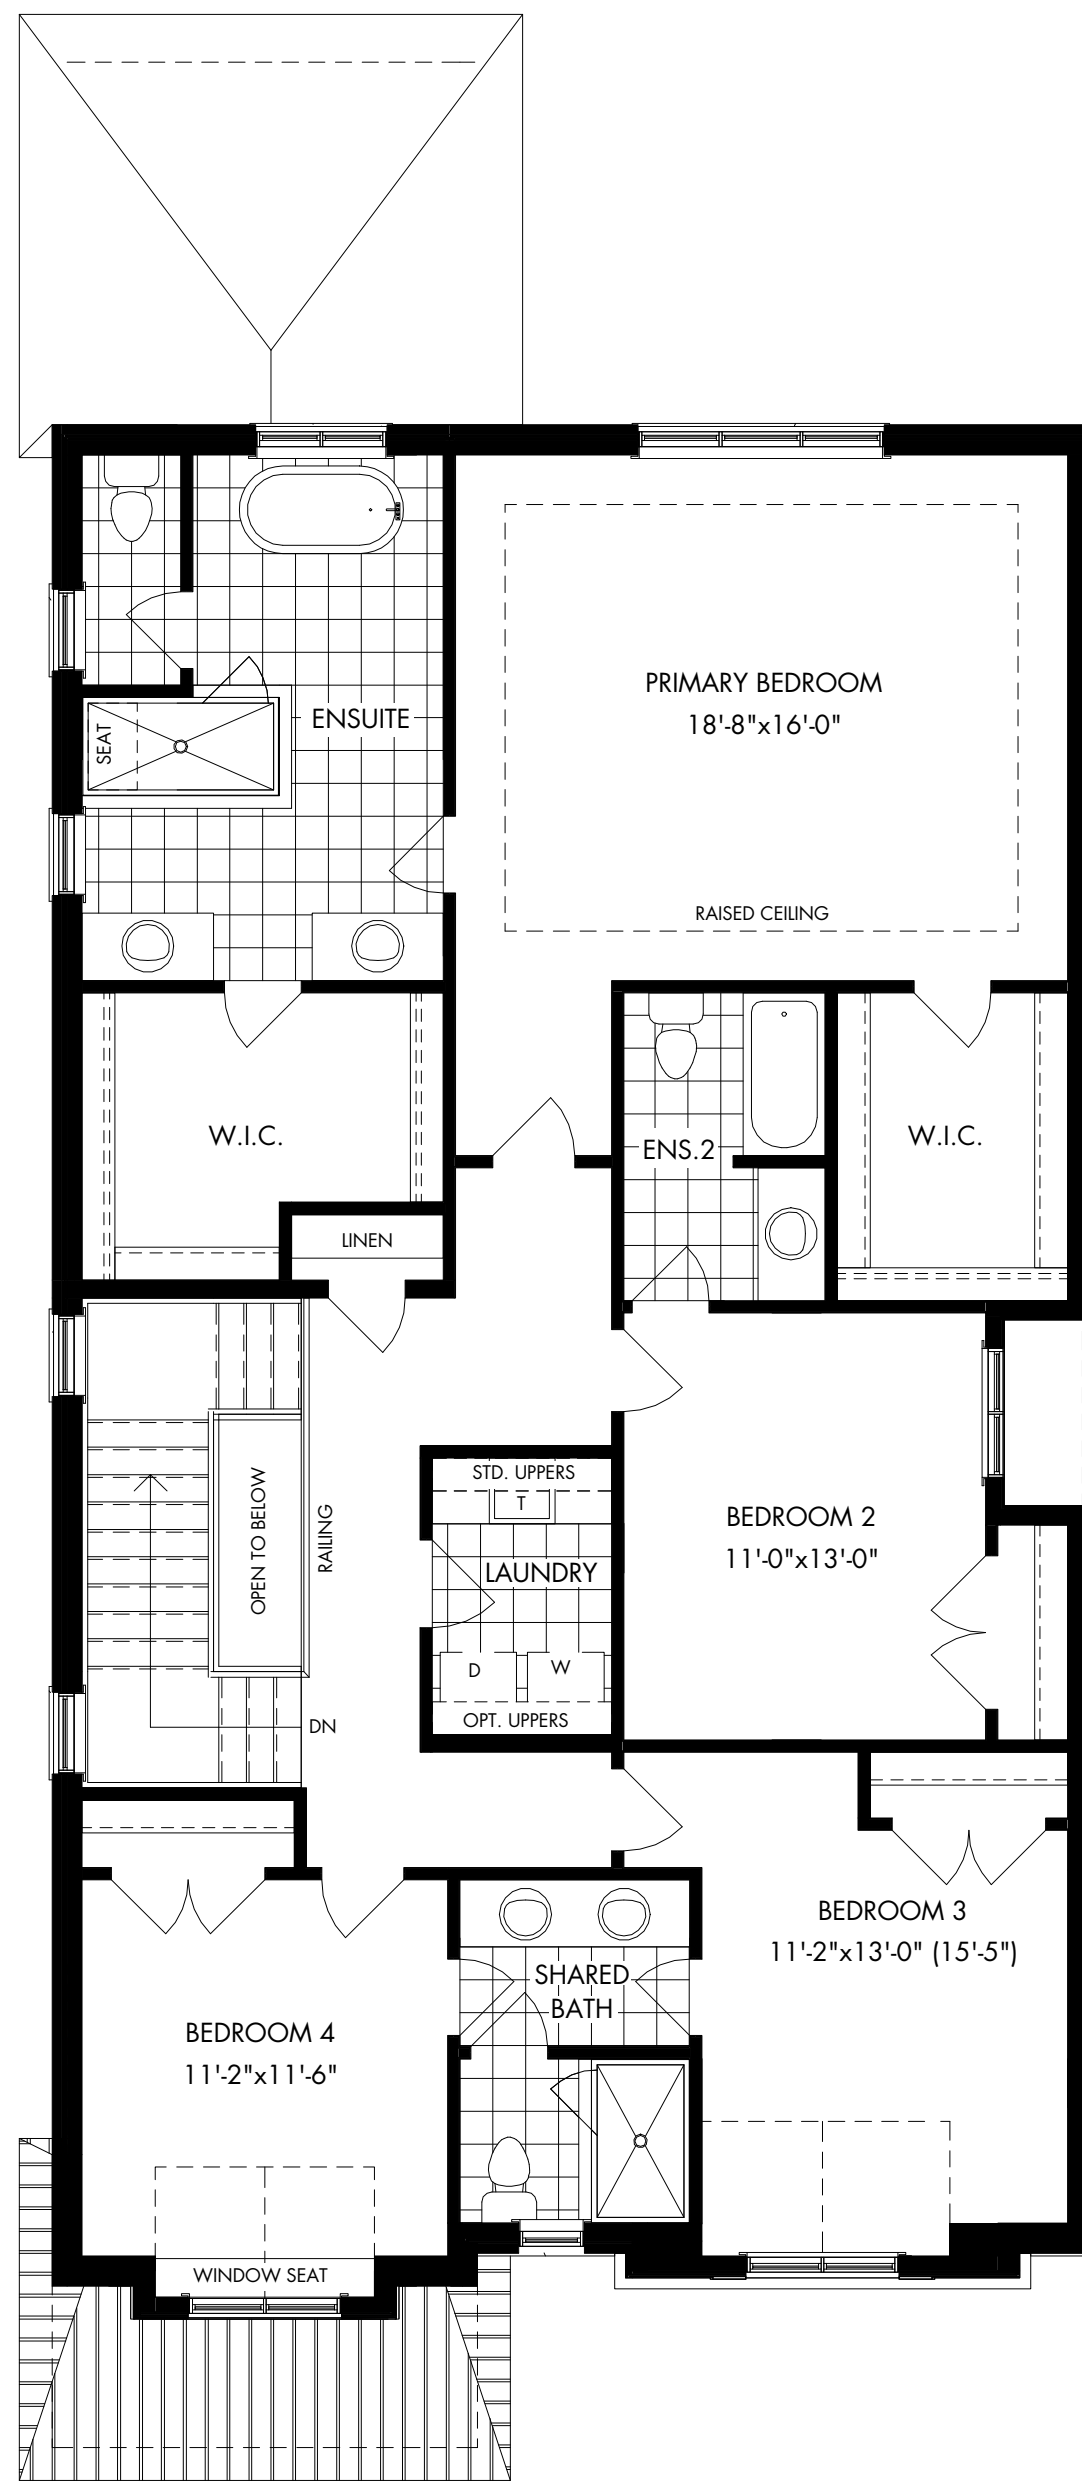 PRIMARY BEDROOM
18'-8"x16'-0"
ENSUITE
SEAT
RAISED CEILING
W.I.C.
ENS.2
W.I.C.
LINEN
STD. UPPERS
T
OPEN TO BELOW
RAILING
LAUNDRY
BEDROOM 2
11'-0"x13'-0"
D
W
OPT. UPPERS
DN
BEDROOM 3
11'-2"x13'-0" (15'-5")
SHARED
BATH
BEDROOM 4
11'-2"x11'-6"
WINDOW SEAT